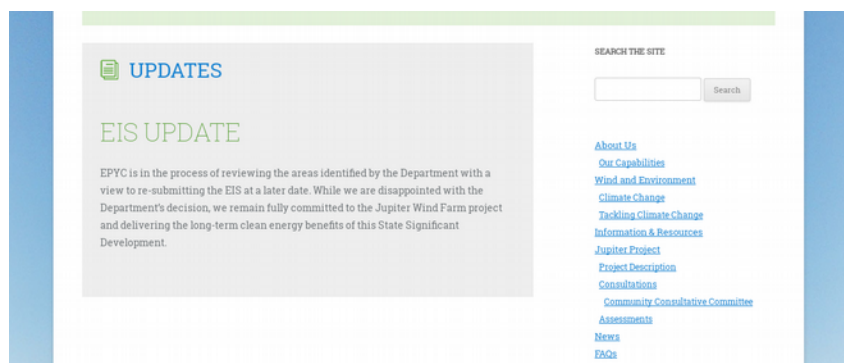 UPDATES
EIS UPDATE
EPYC is in the process of reviewing the areas identified by the Department with a
view to re-submitting the EIS at a later date. While we are disappointed with the
Department's decision, we remain fully committed to the Jupiter Wind Farm project
and delivering the long-term clean energy benefits of this State Significant
Development.
SEARCH THE SITE
Search
About Us
Our Capabilities
Wind and Environment
Climate Change
Tackling Climate Change
Information & Resources
Jupiter Project
Project Description
Consultations
Community Consultative Committee
Assessments
News
FAQs